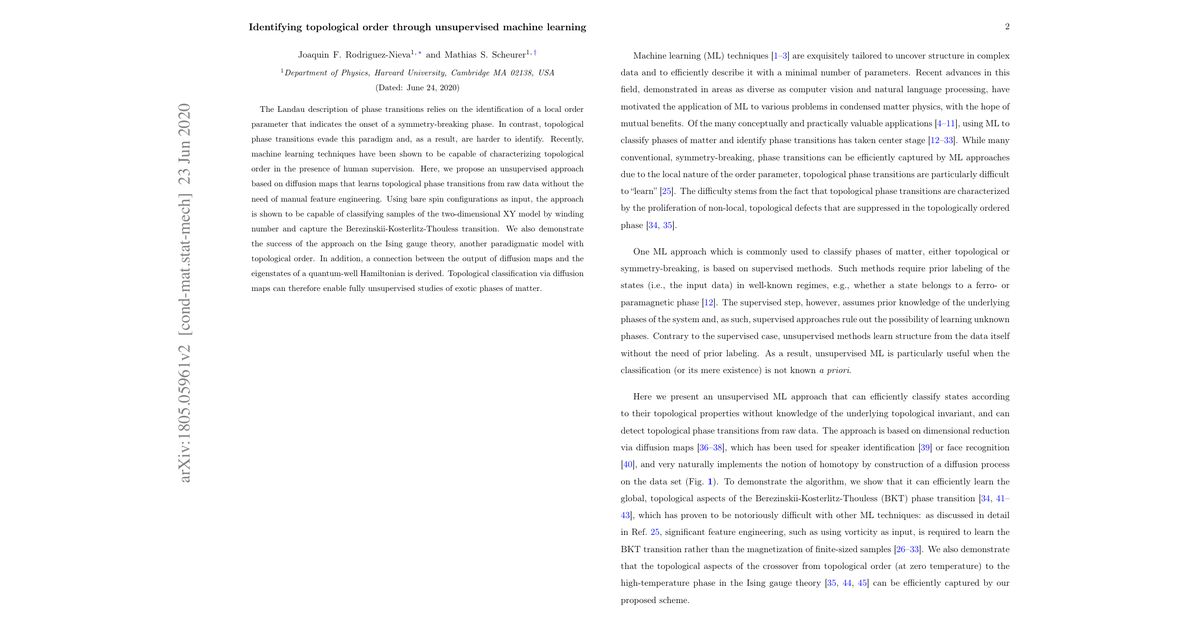 Identifying topological order through unsupervised machine learning
Joaquin F. Rodriguez-Nieva1, * and Mathias S. Scheurer1, †
1Department of Physics, Harvard University, Cambridge MA 02138, USA
(Dated: June 24, 2020)
The Landau description of phase transitions relies on the identification of a local order
parameter that indicates the onset of a symmetry-breaking phase. In contrast, topological
phase transitions evade this paradigm and, as a result, are harder to identify. Recently,
machine learning techniques have been shown to be capable of characterizing topological
order in the presence of human supervision. Here, we propose an unsupervised approach
based on diffusion maps that learns topological phase transitions from raw data without the
need of manual feature engineering. Using bare spin configurations as input, the approach
is shown to be capable of classifying samples of the two-dimensional XY model by winding
number and capture the Berezinskii-Kosterlitz-Thouless transition. We also demonstrate
the success of the approach on the Ising gauge theory, another paradigmatic model with
topological order. In addition, a connection between the output of diffusion maps and the
eigenstates of a quantum-well Hamiltonian is derived. Topological classification via diffusion
maps can therefore enable fully unsupervised studies of exotic phases of matter.
arXiv:1805.05961v2 [cond-mat.stat-mech] 23 Jun 2020
2
Machine learning (ML) techniques [1–3] are exquisitely tailored to uncover structure in complex
data and to efficiently describe it with a minimal number of parameters. Recent advances in this
field, demonstrated in areas as diverse as computer vision and natural language processing, have
motivated the application of ML to various problems in condensed matter physics, with the hope of
mutual benefits. Of the many conceptually and practically valuable applications [4–11], using ML to
classify phases of matter and identify phase transitions has taken center stage [12–33]. While many
conventional, symmetry-breaking, phase transitions can be efficiently captured by ML approaches
due to the local nature of the order parameter, topological phase transitions are particularly difficult
to “learn” [25]. The difficulty stems from the fact that topological phase transitions are characterized
by the proliferation of non-local, topological defects that are suppressed in the topologically ordered
phase [34, 35].
One ML approach which is commonly used to classify phases of matter, either topological or
symmetry-breaking, is based on supervised methods. Such methods require prior labeling of the
states (i.e., the input data) in well-known regimes, e.g., whether a state belongs to a ferro- or
paramagnetic phase [12]. The supervised step, however, assumes prior knowledge of the underlying
phases of the system and, as such, supervised approaches rule out the possibility of learning unknown
phases. Contrary to the supervised case, unsupervised methods learn structure from the data itself
without the need of prior labeling. As a result, unsupervised ML is particularly useful when the
classification (or its mere existence) is not known a priori.
Here we present an unsupervised ML approach that can efficiently classify states according
to their topological properties without knowledge of the underlying topological invariant, and can
detect topological phase transitions from raw data. The approach is based on dimensional reduction
via diffusion maps [36–38], which has been used for speaker identification [39] or face recognition
[40], and very naturally implements the notion of homotopy by construction of a diffusion process
on the data set (Fig. 1). To demonstrate the algorithm, we show that it can efficiently learn the
global, topological aspects of the Berezinskii-Kosterlitz-Thouless (BKT) phase transition [34, 41–
43], which has proven to be notoriously difficult with other ML techniques: as discussed in detail
in Ref. 25, significant feature engineering, such as using vorticity as input, is required to learn the
BKT transition rather than the magnetization of finite-sized samples [26–33]. We also demonstrate
that the topological aspects of the crossover from topological order (at zero temperature) to the
high-temperature phase in the Ising gauge theory [35, 44, 45] can be efficiently captured by our
proposed scheme.